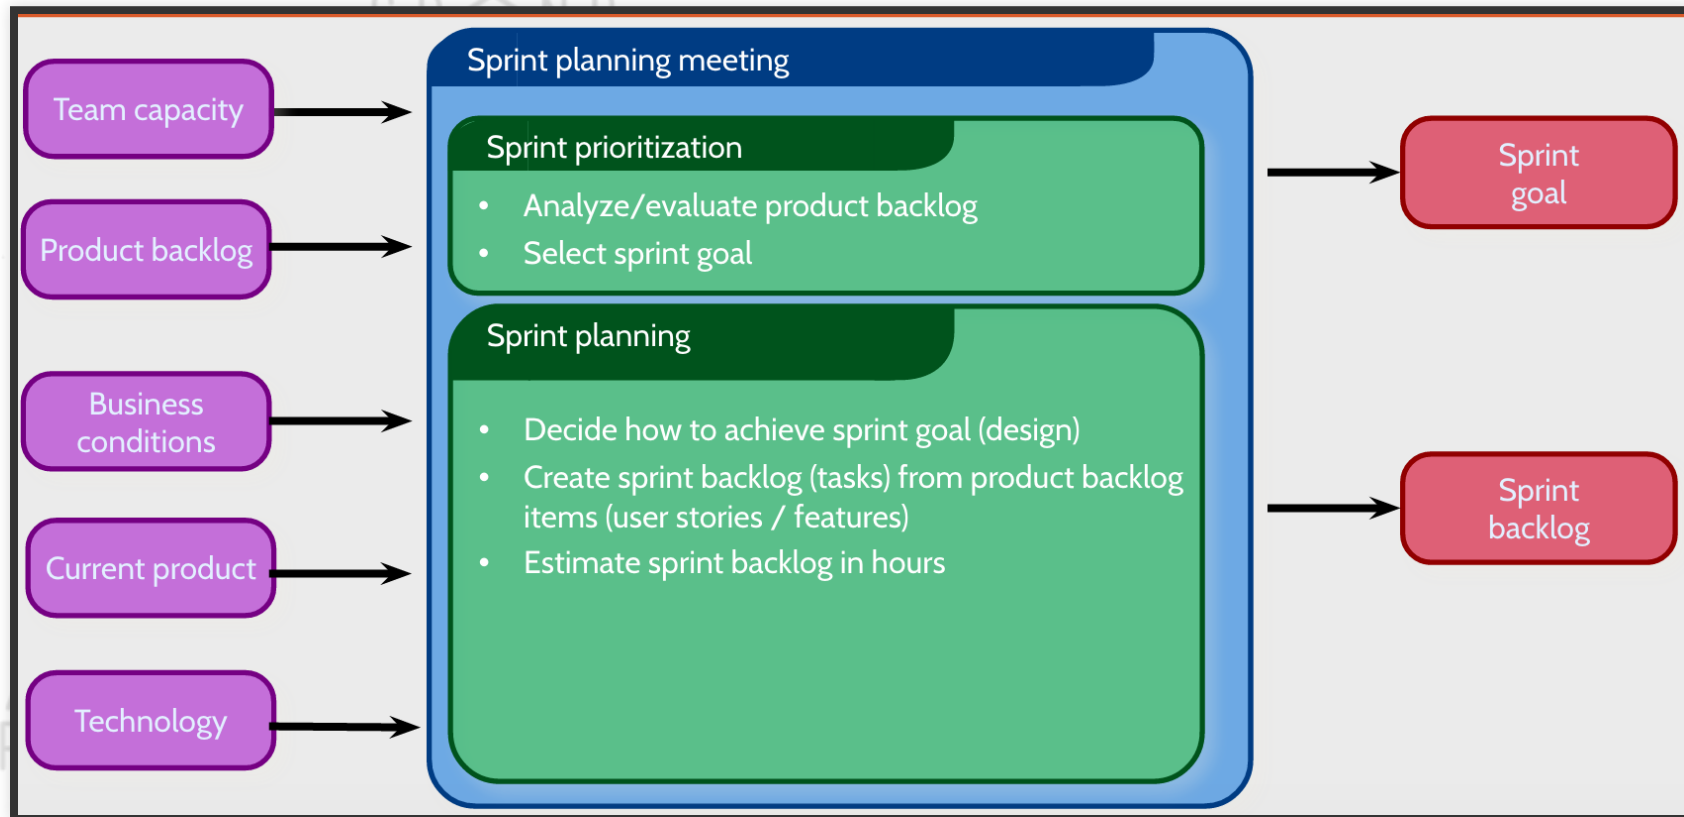 Team capacity
Product backlog
Business
conditions
Current product
Technology
Sprint planning meeting
Sprint prioritization
• Analyze/evaluate product backlog
• Select sprint goal
Sprint planning
• Decide how to achieve sprint goal (design)
• Create sprint backlog (tasks) from product backlog
items (user stories / features)
• Estimate sprint backlog in hours
Sprint
goal
Sprint
backlog